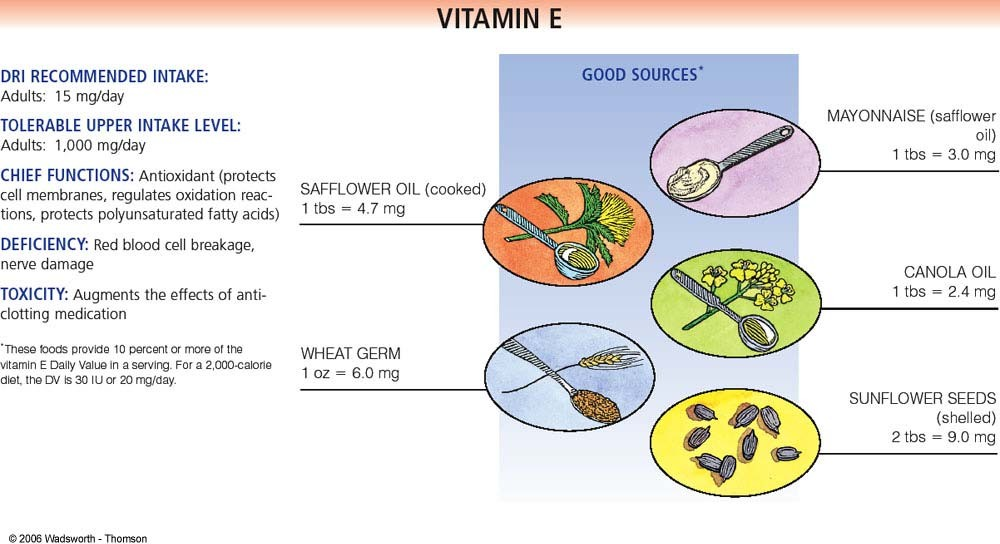 VITAMIN E
DRI RECOMMENDED INTAKE:
Adults: 15 mg/day
TOLERABLE UPPER INTAKE LEVEL:
Adults: 1,000 mg/day
CHIEF FUNCTIONS: Antioxidant (protects
cell membranes, regulates oxidation reac-
tions, protects polyunsaturated fatty acids)
DEFICIENCY: Red blood cell breakage,
nerve damage
TOXICITY: Augments the effects of anti-
clotting medication
*These foods provide 10 percent or more of the
vitamin E Daily Value in a serving. For a 2,000-calorie
diet, the DV is 30 IU or 20 mg/day.
GOOD SOURCES*
SAFFLOWER OIL (cooked)
1 tbs = 4.7 mg
WHEAT GERM
1 oz = 6.0 mg
MAYONNAISE (safflower
oil)
1 tbs = 3.0 mg
CANOLA OIL
1 tbs = 2.4 mg
SUNFLOWER SEEDS
(shelled)
2 tbs = 9.0 mg
© 2006 Wadsworth - Thomson